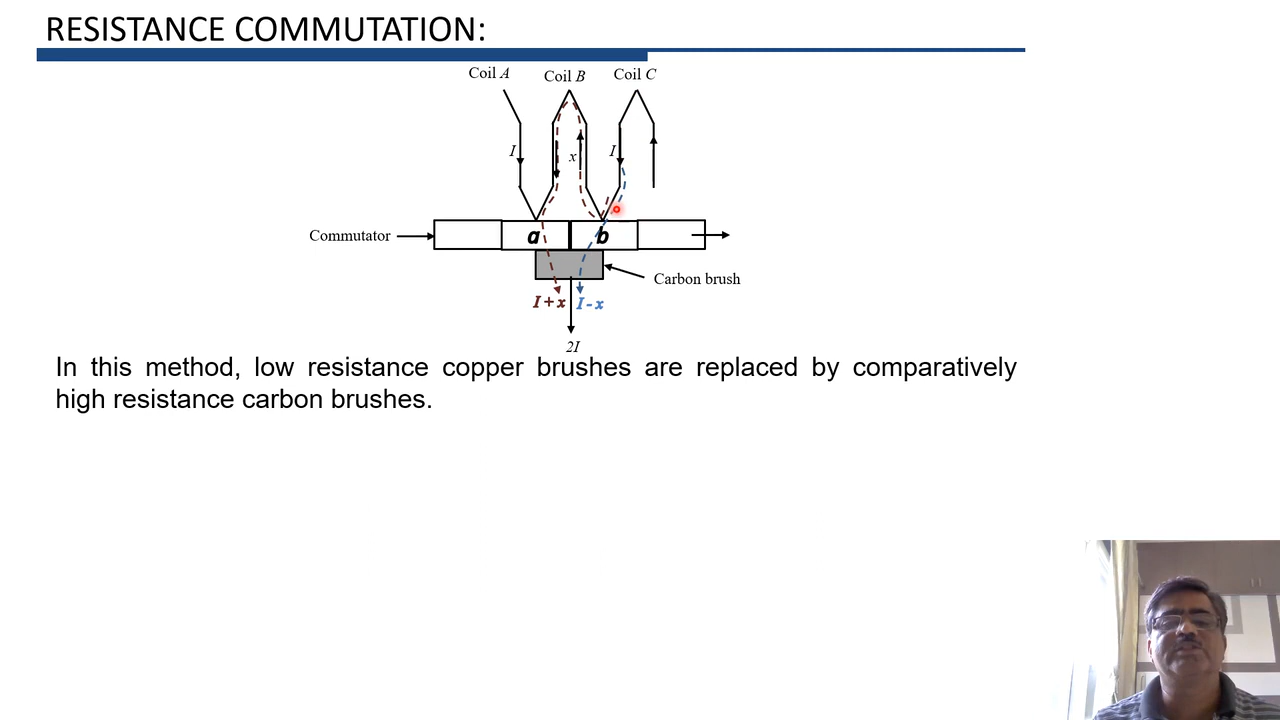 RESISTANCE COMMUTATION:
Coil A
Coil B
Coil C
I
x
I
Commutator
a
b
Carbon brush
I+x
I-x
2I
In this method, low resistance copper brushes are replaced by comparatively
high resistance carbon brushes.